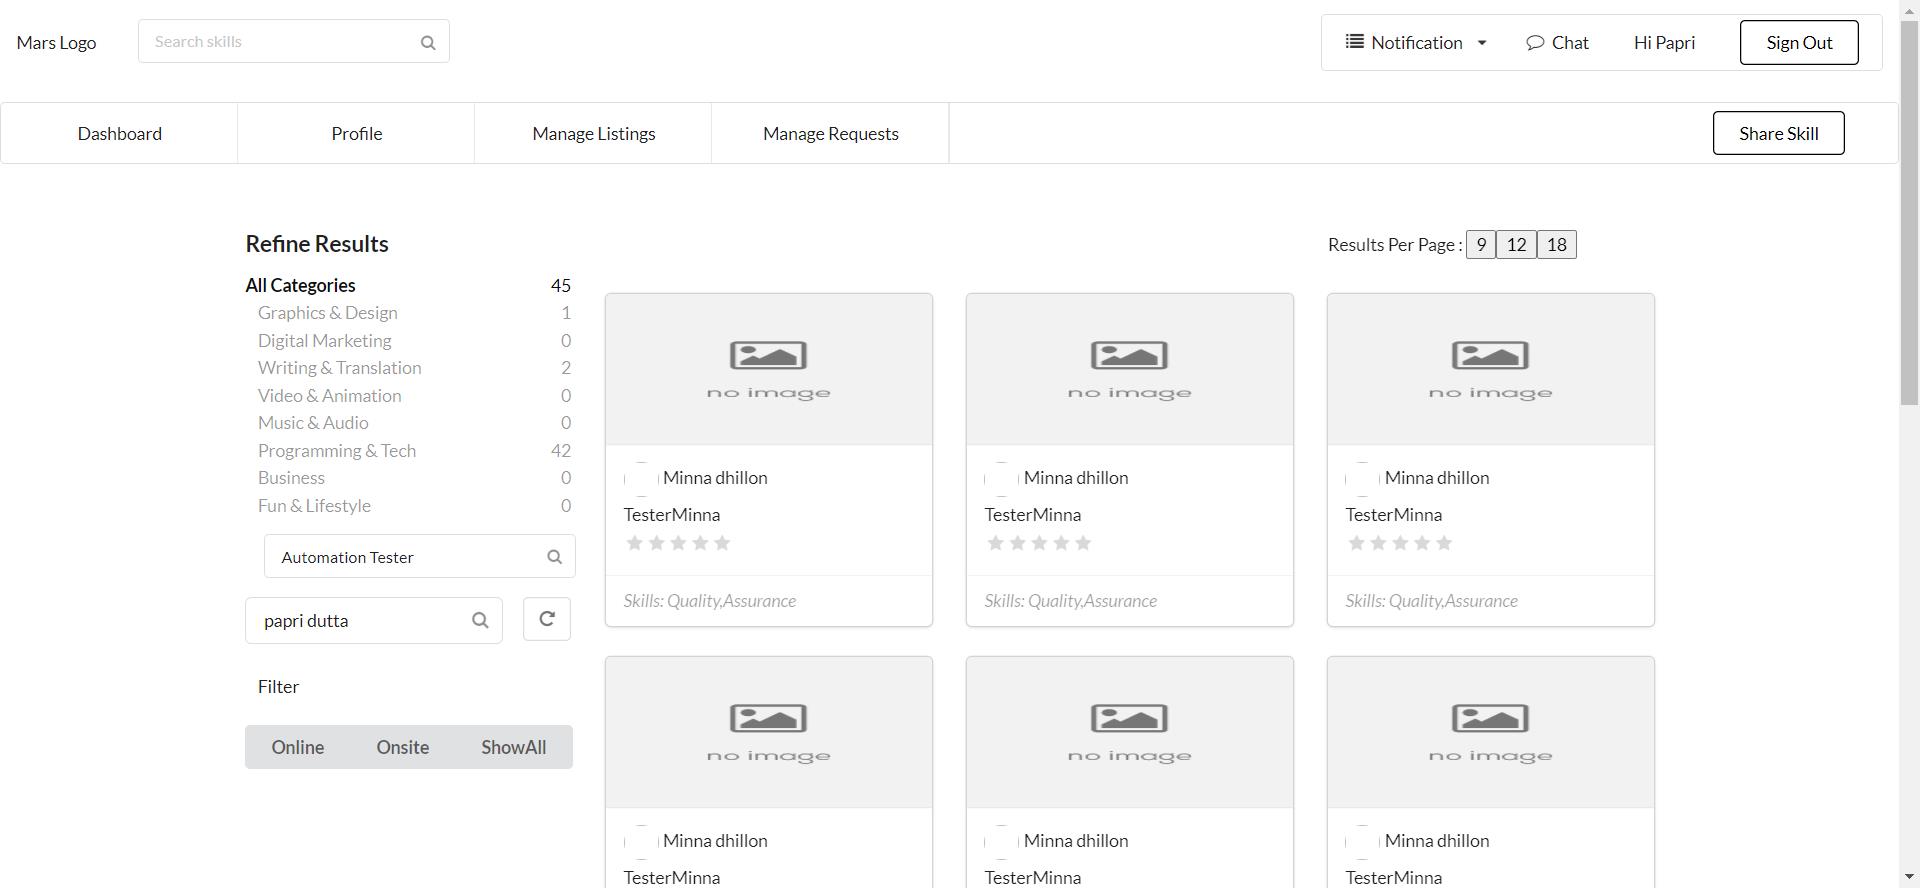 Mars Logo
Search skills
Notification
Chat
Hi Papri
Sign Out
Dashboard
Profile
Manage Listings
Manage Requests
Share Skill
Refine Results
Results Per Page : 9 12 18
All Categories 45
Graphics & Design 1
Digital Marketing 0
Writing & Translation 2
Video & Animation 0
Music & Audio 0
Programming & Tech 42
Business 0
Fun & Lifestyle 0
Automation Tester
papri dutta
Filter
Online Onsite ShowAll
no image
Minna dhillon
TesterMinna
Skills: Quality,Assurance
no image
Minna dhillon
TesterMinna
Skills: Quality,Assurance
no image
Minna dhillon
TesterMinna
Skills: Quality,Assurance
no image
Minna dhillon
TesterMinna
no image
Minna dhillon
TesterMinna
no image
Minna dhillon
TesterMinna